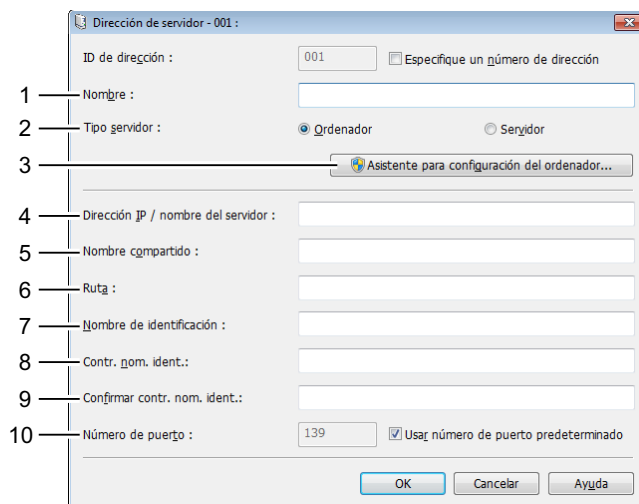 Dirección de servidor - 001 :
ID de dirección : 001 Especifique un número de dirección
1 Nombre :
2 Tipo servidor : Ordenador Servidor
3 Asistente para configuración del ordenador...
4 Dirección IP / nombre del servidor :
5 Nombre compartido :
6 Ruta :
7 Nombre de identificación :
8 Contr. nom. ident.:
9 Confirmar contr. nom. ident.:
10 Número de puerto : 139 Usar número de puerto predeterminado
OK Cancelar Ayuda